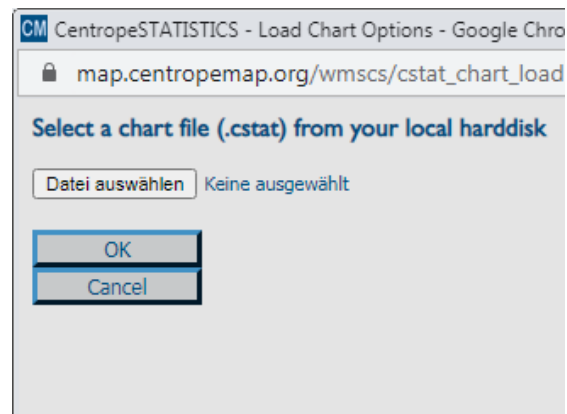 CM CentropeSTATISTICS - Load Chart Options - Google Chro
map.centropemap.org/wmscs/cstat_chart_load
Select a chart file (.cstat) from your local harddisk
Datei auswählen Keine ausgewählt
OK
Cancel